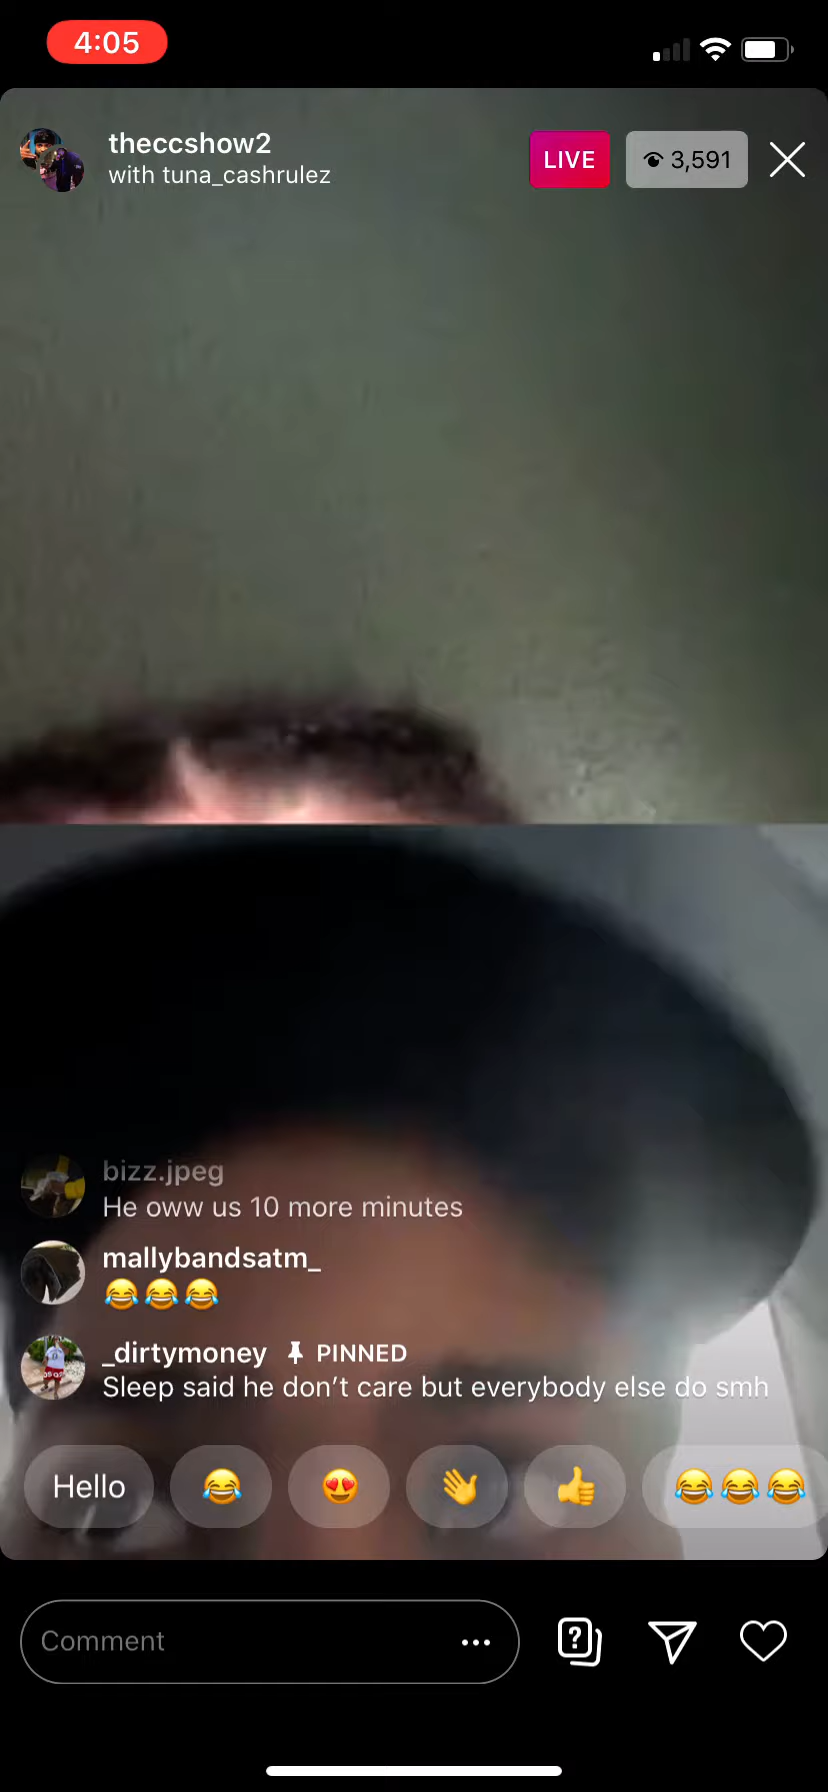 4:05
theccshow2
with tuna_cashrulez
LIVE
3,591
bizz.jpeg
He oww us 10 more minutes
mallybandsatm_
😂😂😂
_dirtymoney PINNED
Sleep said he don’t care but everybody else do smh
Hello 😂 😍 👋 👍 😂😂😂
Comment